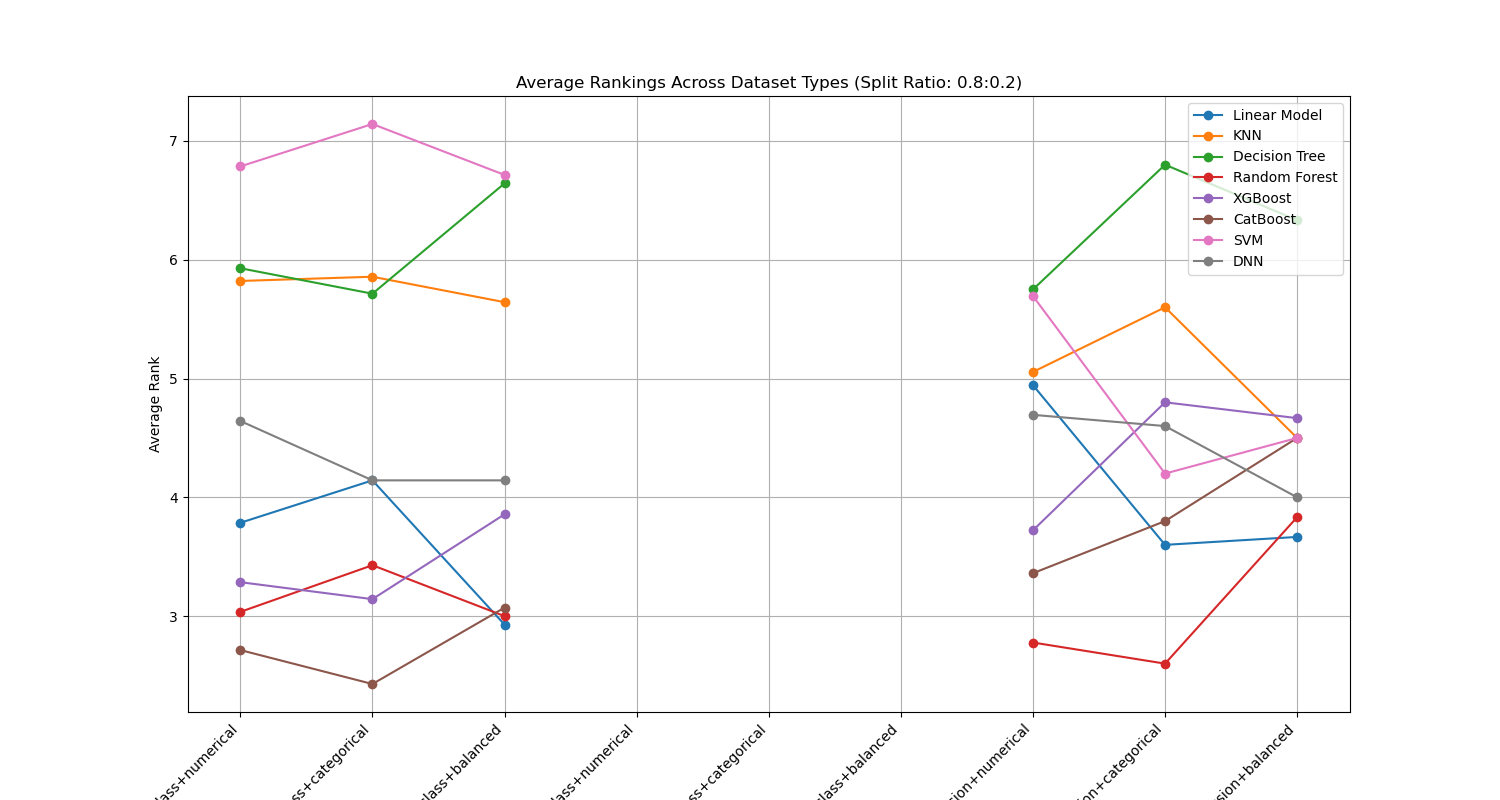 Average Rankings Across Dataset Types (Split Ratio: 0.8:0.2)
Linear Model
KNN
Decision Tree
Random Forest
XGBoost
CatBoost
SVM
DNN
Average Rank
7
6
5
4
3
lass+numerical
ss+categorical
lass+balanced
lass+numerical
ss+categorical
lass+balanced
sion+numerical
on+categorical
sion+balanced